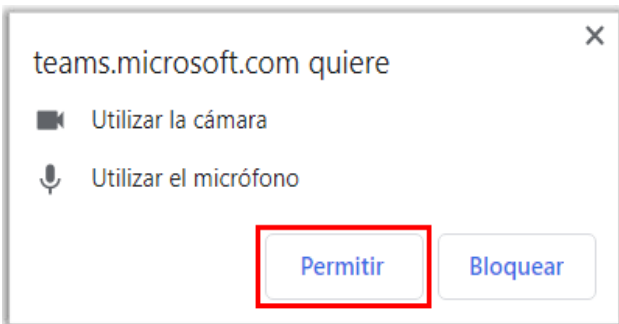 teams.microsoft.com quiere
Utilizar la cámara
Utilizar el micrófono
Permitir
Bloquear